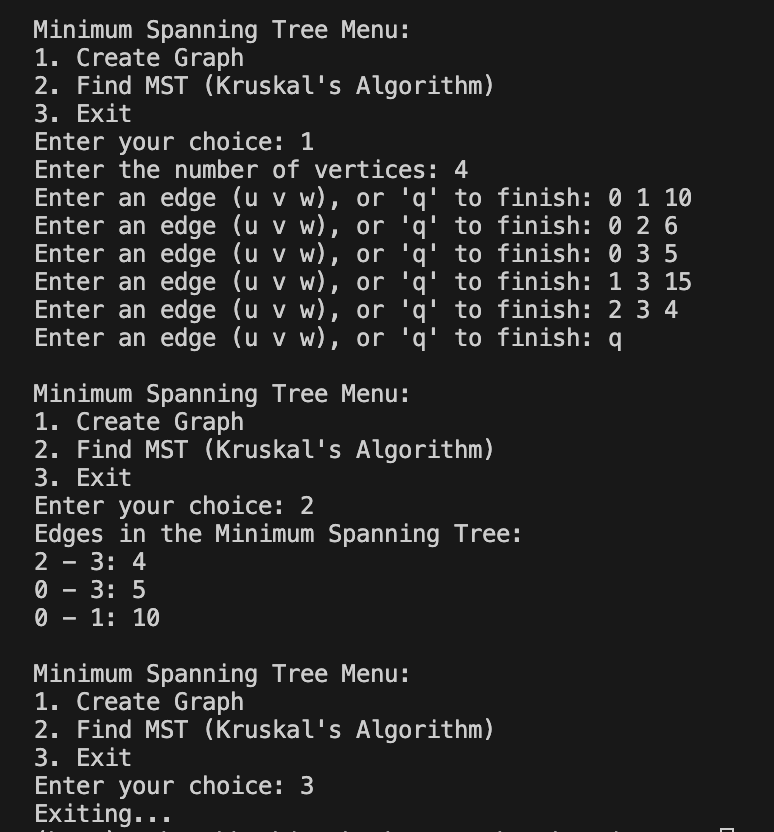 Minimum Spanning Tree Menu:
1. Create Graph
2. Find MST (Kruskal's Algorithm)
3. Exit
Enter your choice: 1
Enter the number of vertices: 4
Enter an edge (u v w), or 'q' to finish: 0 1 10
Enter an edge (u v w), or 'q' to finish: 0 2 6
Enter an edge (u v w), or 'q' to finish: 0 3 5
Enter an edge (u v w), or 'q' to finish: 1 3 15
Enter an edge (u v w), or 'q' to finish: 2 3 4
Enter an edge (u v w), or 'q' to finish: q
Minimum Spanning Tree Menu:
1. Create Graph
2. Find MST (Kruskal's Algorithm)
3. Exit
Enter your choice: 2
Edges in the Minimum Spanning Tree:
2 – 3: 4
0 – 3: 5
0 – 1: 10
Minimum Spanning Tree Menu:
1. Create Graph
2. Find MST (Kruskal's Algorithm)
3. Exit
Enter your choice: 3
Exiting...